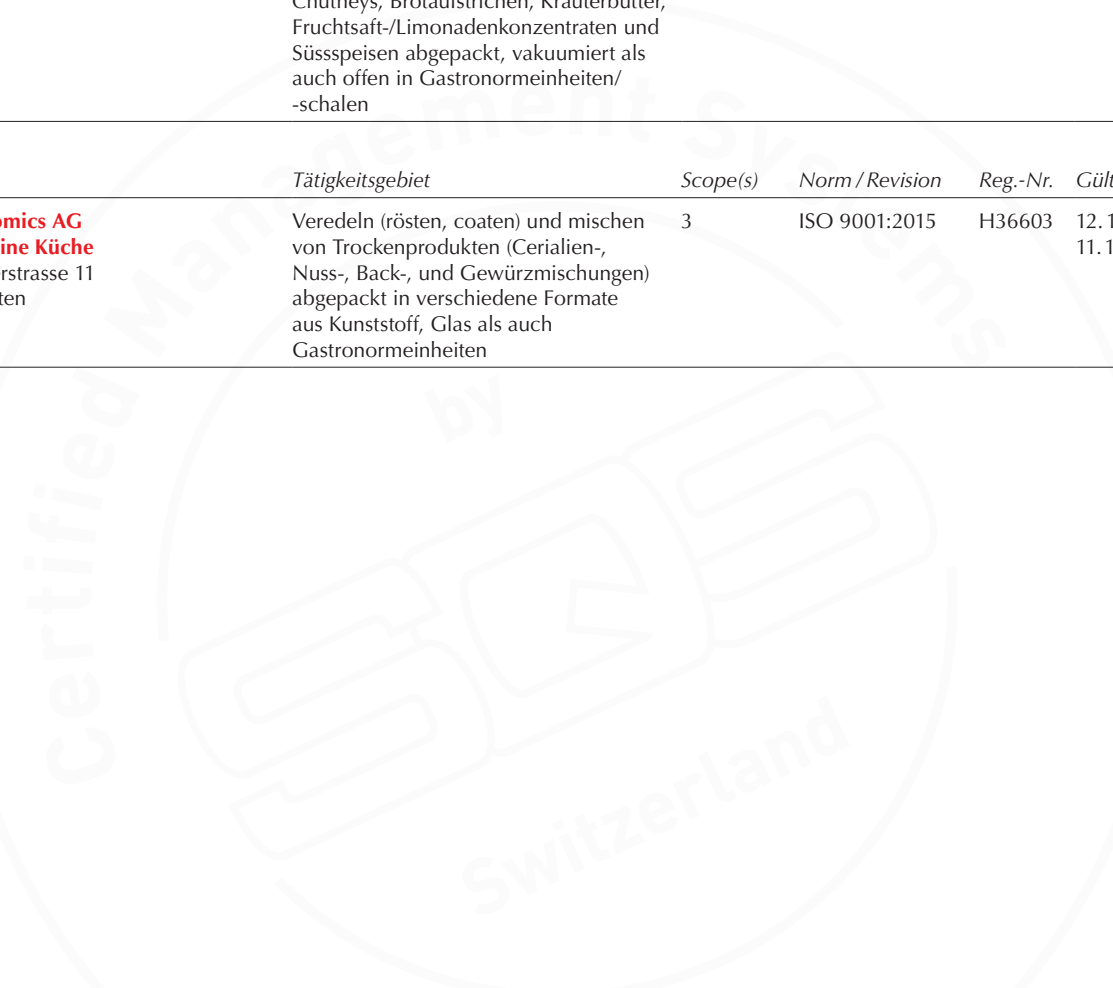 Chutneys, Brotaufstrichen, Kräuterbutter,
Fruchtsaft-/Limonadenkonzentraten und
Süssspeisen abgepackt, vakuumiert als
auch offen in Gastronormeinheiten/
-schalen
Tätigkeitsgebiet Scope(s) Norm / Revision Reg.-Nr. Gült
omics AG Veredeln (rösten, coaten) und mischen 3 ISO 9001:2015 H36603 12. 1
ine Küche von Trockenprodukten (Cerialien-, 11. 1
rstrasse 11 Nuss-, Back-, und Gewürzmischungen)
ten abgepackt in verschiedene Formate
aus Kunststoff, Glas als auch
Gastronormeinheiten
Certified Management Systems
by
SQS
Switzerland